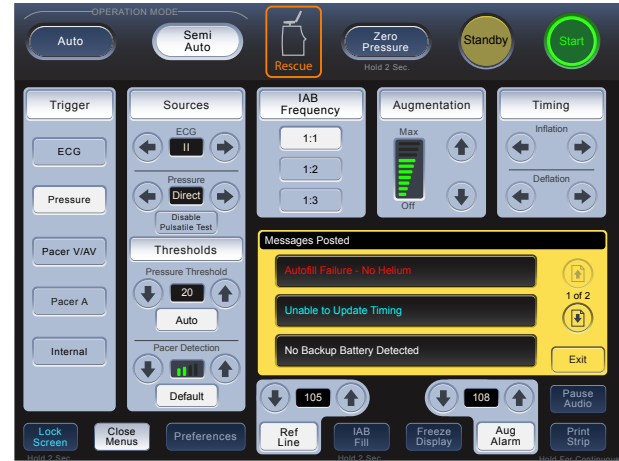 OPERATION MODE
Auto
Semi
Auto
Rescue
Zero
Pressure
Hold 2 Sec.
Standby
Start
Trigger
ECG
Pressure
Pacer V/AV
Pacer A
Internal
Sources
ECG
II
Pressure
Direct
Disable
Pulsatile Test
Thresholds
Pressure Threshold
20
Auto
Pacer Detection
Default
IAB
Frequency
1:1
1:2
1:3
Augmentation
Max
Off
Timing
Inflation
Deflation
Messages Posted
Autofill Failure - No Helium
Unable to Update Timing
No Backup Battery Detected
1 of 2
Exit
105
108
Pause
Audio
Lock
Screen
Hold 2 Sec.
Close
Menus
Preferences
Ref
Line
IAB
Fill
Hold 2 Sec.
Freeze
Display
Aug
Alarm
Print
Strip
Hold For Continuous